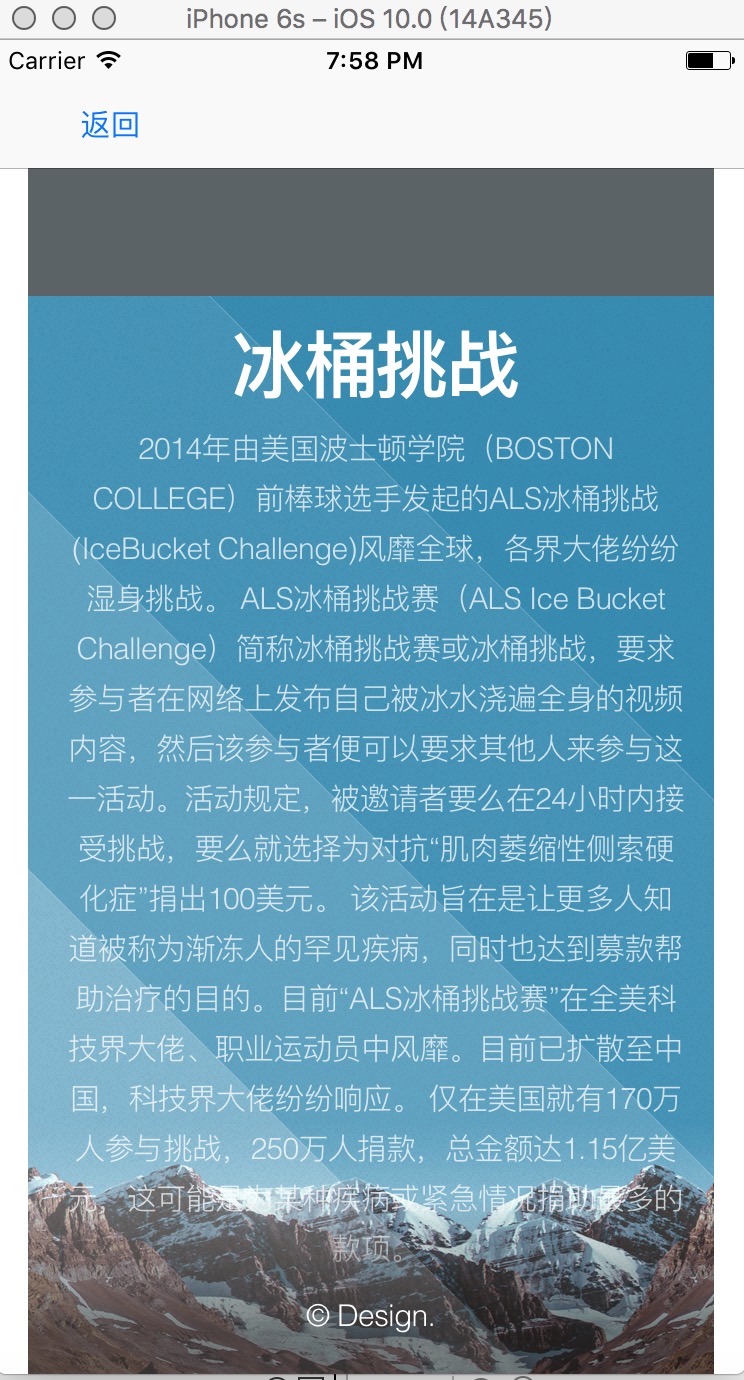 iPhone 6s – iOS 10.0 (14A345)
Carrier 7:58 PM
返回
冰桶挑战
2014年由美国波士顿学院（BOSTON
COLLEGE）前棒球选手发起的ALS冰桶挑战
(IceBucket Challenge)风靡全球，各界大佬纷纷
湿身挑战。 ALS冰桶挑战赛（ALS Ice Bucket
Challenge）简称冰桶挑战赛或冰桶挑战，要求
参与者在网络上发布自己被冰水浇遍全身的视频
内容，然后该参与者便可以要求其他人来参与这
一活动。活动规定，被邀请者要么在24小时内接
受挑战，要么就选择为对抗“肌肉萎缩性侧索硬
化症”捐出100美元。 该活动旨在是让更多人知
道被称为渐冻人的罕见疾病，同时也达到募款帮
助治疗的目的。目前“ALS冰桶挑战赛”在全美科
技界大佬、职业运动员中风靡。目前已扩散至中
国，科技界大佬纷纷响应。 仅在美国就有170万
人参与挑战，250万人捐款，总金额达1.15亿美
元，这可能是为某种疾病或紧急情况捐助最多的
款项。
© Design.